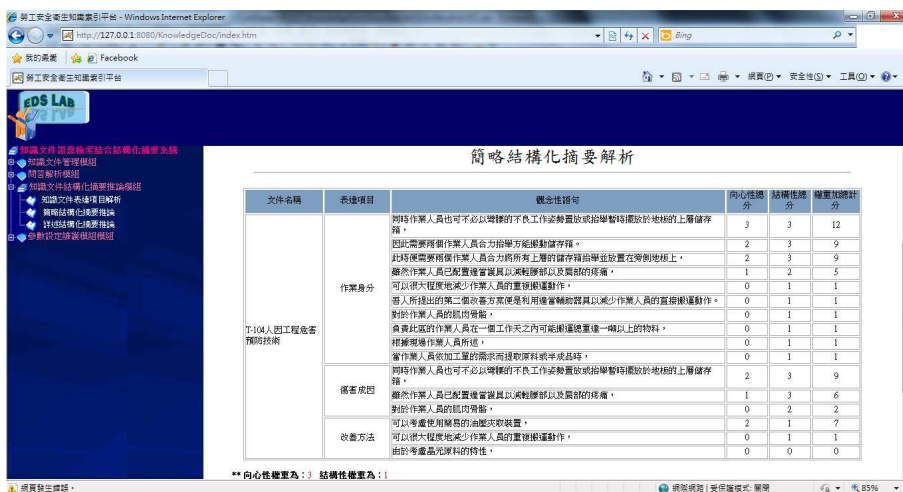 勞工安全衛生知識索引平台 - Windows Internet Explorer
http://127.0.0.1:8080/KnowledgeDoc/index.htm
Bing
我的最愛 Facebook
勞工安全衛生知識索引平台
網頁(P) 安全性(S) 工具(O)
EDS LAB
知識文件語意檢索結合結構化摘要系統
知識文件管理模組
問答解析模組
知識文件結構化摘要推論模組
知識文件表達項目解析
簡略結構化摘要推論
詳述結構化摘要推論
參數設定維護模組模組
簡略結構化摘要解析
文件名稱 表達項目 觀念性語句 向心性總分 結構性總分 權重加總計分
T-104人因工程危害預防技術
作業身分
同時作業人員也可不必以彎腰的不良工作姿勢置放或抬舉暫時擺放於地板的上層儲存箱， 3 3 12
因此需要兩個作業人員合力抬舉方能搬動儲存箱。 2 3 9
此時便需要兩個作業人員合力將所有上層的儲存箱抬舉並放置在旁側地板上， 2 3 9
雖然作業人員已配置適當護具以減輕腰部以及肩部的疼痛， 1 2 5
可以很大程度地減少作業人員的重複搬運動作， 0 1 1
吾人所提出的第二個改善方案便是利用適當輔助器具以減少作業人員的直接搬運動作。 0 1 1
對於作業人員的肌肉骨骼， 0 1 1
負責此區的作業人員在一個工作天之內可能搬運總重達一噸以上的物料， 0 1 1
根據現場作業人員所述， 0 1 1
當作業人員依加工單的需求而提取原料或半成品時， 0 1 1
傷害成因
同時作業人員也可不必以彎腰的不良工作姿勢置放或抬舉暫時擺放於地板的上層儲存箱， 2 3 9
雖然作業人員已配置適當護具以減輕腰部以及肩部的疼痛， 1 3 6
對於作業人員的肌肉骨骼， 0 2 2
改善方法
可以考慮使用簡易的油壓夾取裝置， 2 1 7
可以很大程度地減少作業人員的重複搬運動作， 0 1 1
由於考慮晶元原料的特性， 0 0 0
** 向心性權重為：3 結構性權重為：1
網頁發生錯誤。
網際網路 | 受保護模式: 關閉
85%